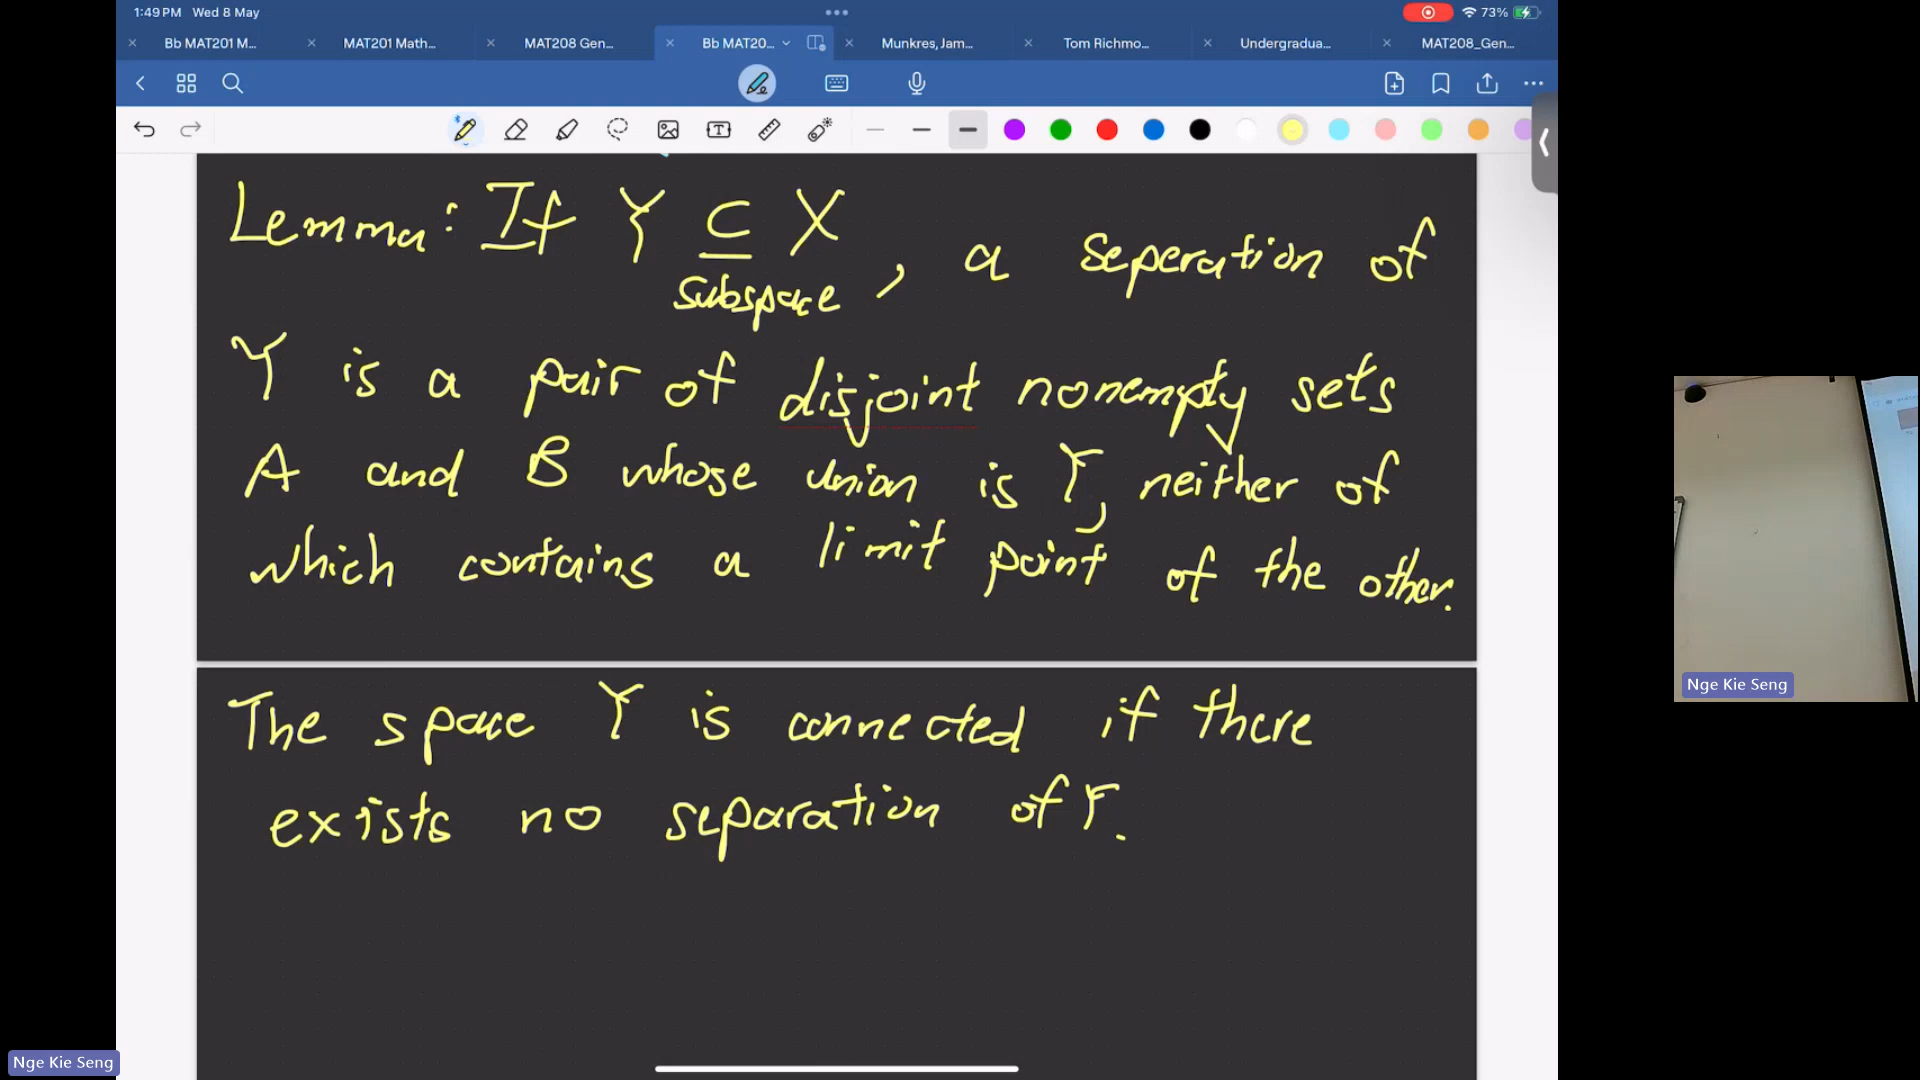 1:49 PM Wed 8 May
73%
Bb MAT201 M...
MAT201 Math...
MAT208 Gen...
Bb MAT20...
Munkres, Jam...
Tom Richmo...
Undergradua...
MAT208_Gen...
Lemma: If Y ⊆ X, a seperation of
subspace
Y is a pair of disjoint nonempty sets
A and B whose union is Y, neither of
which contains a limit point of the other.
The space Y is connected if there
exists no separation of Y.
Nge Kie Seng
Nge Kie Seng